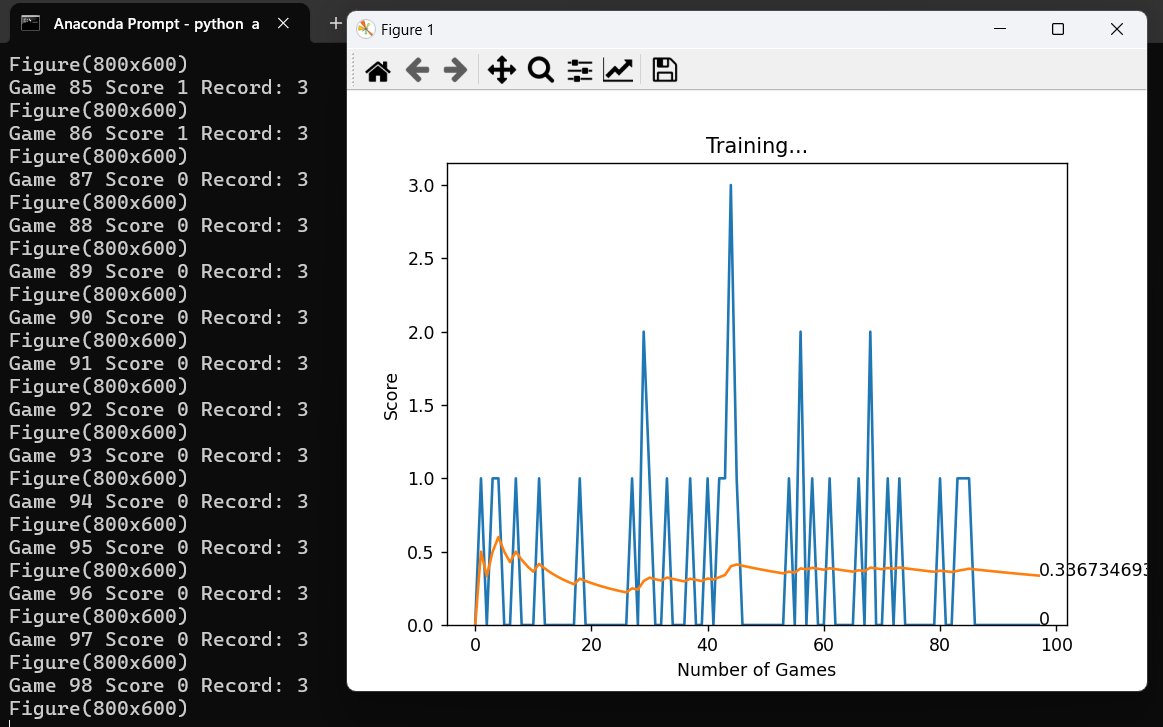 Anaconda Prompt - python a
Figure(800x600)
Game 85 Score 1 Record: 3
Figure(800x600)
Game 86 Score 1 Record: 3
Figure(800x600)
Game 87 Score 0 Record: 3
Figure(800x600)
Game 88 Score 0 Record: 3
Figure(800x600)
Game 89 Score 0 Record: 3
Figure(800x600)
Game 90 Score 0 Record: 3
Figure(800x600)
Game 91 Score 0 Record: 3
Figure(800x600)
Game 92 Score 0 Record: 3
Figure(800x600)
Game 93 Score 0 Record: 3
Figure(800x600)
Game 94 Score 0 Record: 3
Figure(800x600)
Game 95 Score 0 Record: 3
Figure(800x600)
Game 96 Score 0 Record: 3
Figure(800x600)
Game 97 Score 0 Record: 3
Figure(800x600)
Game 98 Score 0 Record: 3
Figure(800x600)
Figure 1
Training...
3.0
2.5
2.0
1.5
1.0
0.5
0.0
Score
0.336734693
0
0 20 40 60 80 100
Number of Games